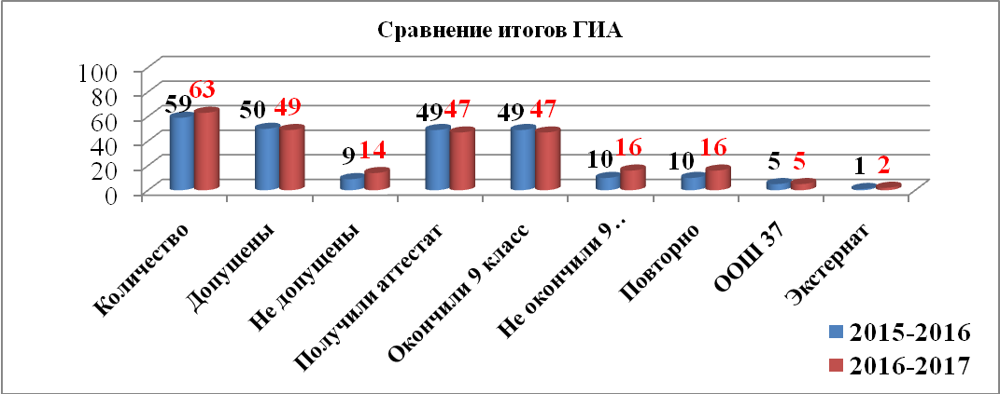 Сравнение итогов ГИА
100
80
60
40
20
0
59 63
50 49
9 14
49 47
49 47
10 16
10 16
5 5
1 2
Количество
Допущены
Не допущены
Получили аттестат
Окончили 9 класс
Не окончили 9..
Повторно
ООШ 37
Экстернат
2015-2016
2016-2017